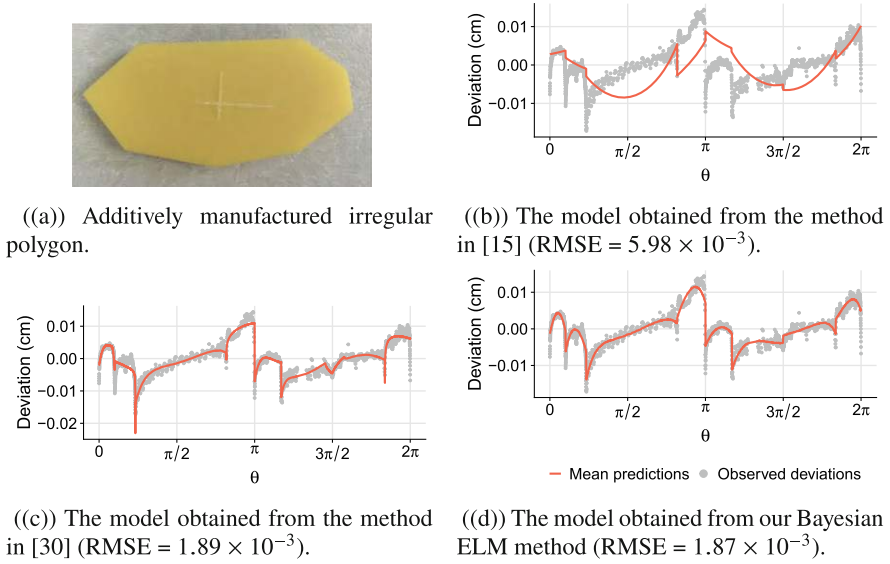 0.01
0.00
−0.01
Deviation (cm)
0 π/2 π 3π/2 2π
θ
((a)) Additively manufactured irregular
polygon.
((b)) The model obtained from the method
in [15] (RMSE = 5.98 × 10−3).
0.01
0.00
−0.01
−0.02
Deviation (cm)
0 π/2 π 3π/2 2π
θ
0.01
0.00
−0.01
Deviation (cm)
0 π/2 π 3π/2 2π
θ
Mean predictions Observed deviations
((c)) The model obtained from the method
in [30] (RMSE = 1.89 × 10−3).
((d)) The model obtained from our Bayesian
ELM method (RMSE = 1.87 × 10−3).